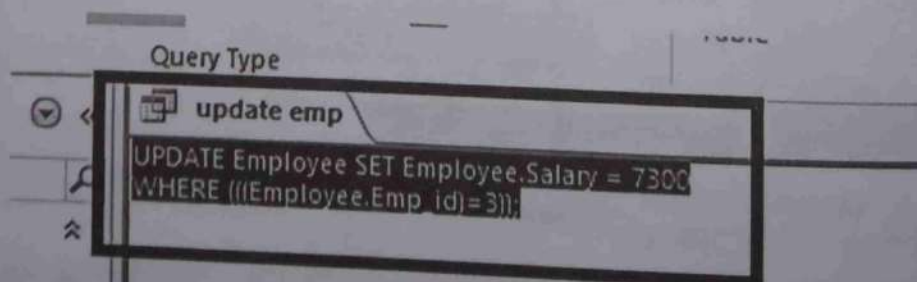 Query Type
update emp
UPDATE Employee SET Employee.Salary = 7300
WHERE (((Employee.Emp_id)=3));